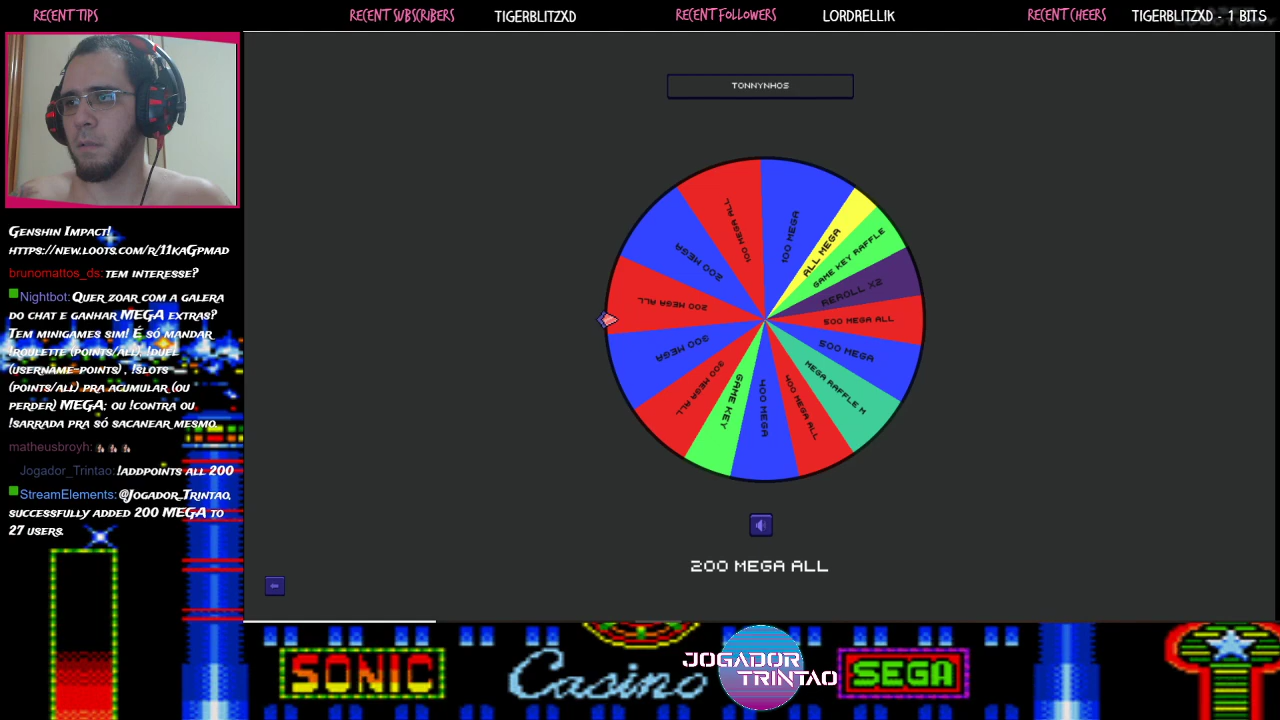 RECENT TIPS
RECENT SUBSCRIBERS TIGERBLITZXD
RECENT FOLLOWERS LORDRELLIK
RECENT CHEERS TIGERBLITZXD - 1 BITS
Genshin Impact!
https://new.loots.com/r/11kaGpmad
brunomattos_ds: tem interesse?
Nightbot: Quer zoar com a galera
do chat e ganhar MEGA extras?
Tem minigames sim! É só mandar
!roulette (points/all), !duel
(username-points) , !slots
(points/all) pra acumular (ou
perder) MEGA; ou !contra ou
!sarrada pra só sacanear mesmo.
matheusbroyh:
Jogador_Trintao: !addpoints all 200
StreamElements: @Jogador_Trintao,
successfully added 200 MEGA to
27 users.
TONNYNHOS
100 MEGA
ALL MEGA
GAME KEY RAFFLE
REROLL X2
500 MEGA ALL
500 MEGA
MEGA RAFFLE M
400 MEGA ALL
400 MEGA
GAME KEY
300 MEGA ALL
300 MEGA
200 MEGA ALL
200 MEGA
100 MEGA ALL
200 MEGA ALL
SONIC
Casino
JOGADOR
TRINTAO
SEGA